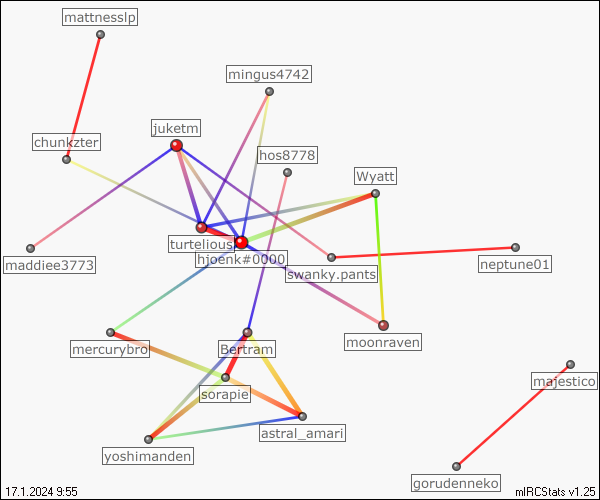 mattnesslp
mingus4742
juketm
chunkzter
hos8778
Wyatt
turtelious
hjoenk#0000
maddiee3773
swanky.pants
neptune01
mercurybro
Bertram
moonraven
majestico
sorapie
astral_amari
yoshimanden
gorudenneko
17.1.2024 9:55
mIRCStats v1.25